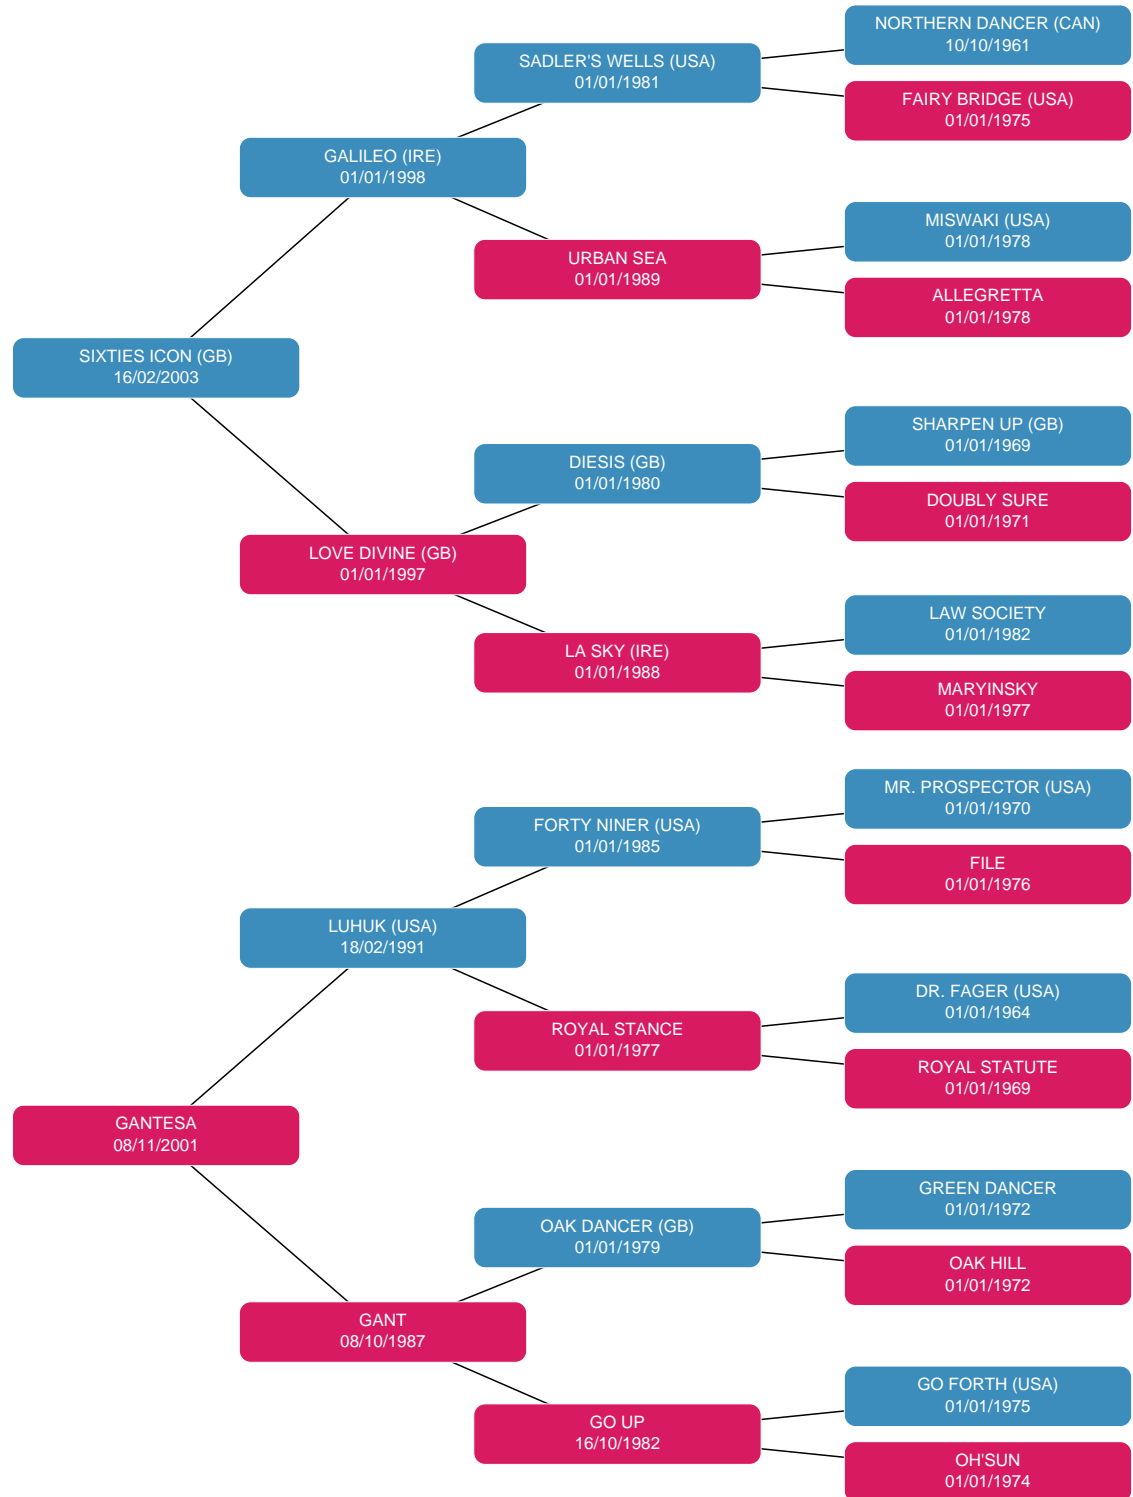 NORTHERN DANCER (CAN)
10/10/1961
SADLER'S WELLS (USA)
01/01/1981
FAIRY BRIDGE (USA)
01/01/1975
GALILEO (IRE)
01/01/1998
MISWAKI (USA)
01/01/1978
URBAN SEA
01/01/1989
ALLEGRETTA
01/01/1978
SIXTIES ICON (GB)
16/02/2003
SHARPEN UP (GB)
01/01/1969
DIESIS (GB)
01/01/1980
DOUBLY SURE
01/01/1971
LOVE DIVINE (GB)
01/01/1997
LAW SOCIETY
01/01/1982
LA SKY (IRE)
01/01/1988
MARYINSKY
01/01/1977
MR. PROSPECTOR (USA)
01/01/1970
FORTY NINER (USA)
01/01/1985
FILE
01/01/1976
LUHUK (USA)
18/02/1991
DR. FAGER (USA)
01/01/1964
ROYAL STANCE
01/01/1977
ROYAL STATUTE
01/01/1969
GANTESA
08/11/2001
GREEN DANCER
01/01/1972
OAK DANCER (GB)
01/01/1979
OAK HILL
01/01/1972
GANT
08/10/1987
GO FORTH (USA)
01/01/1975
GO UP
16/10/1982
OH'SUN
01/01/1974